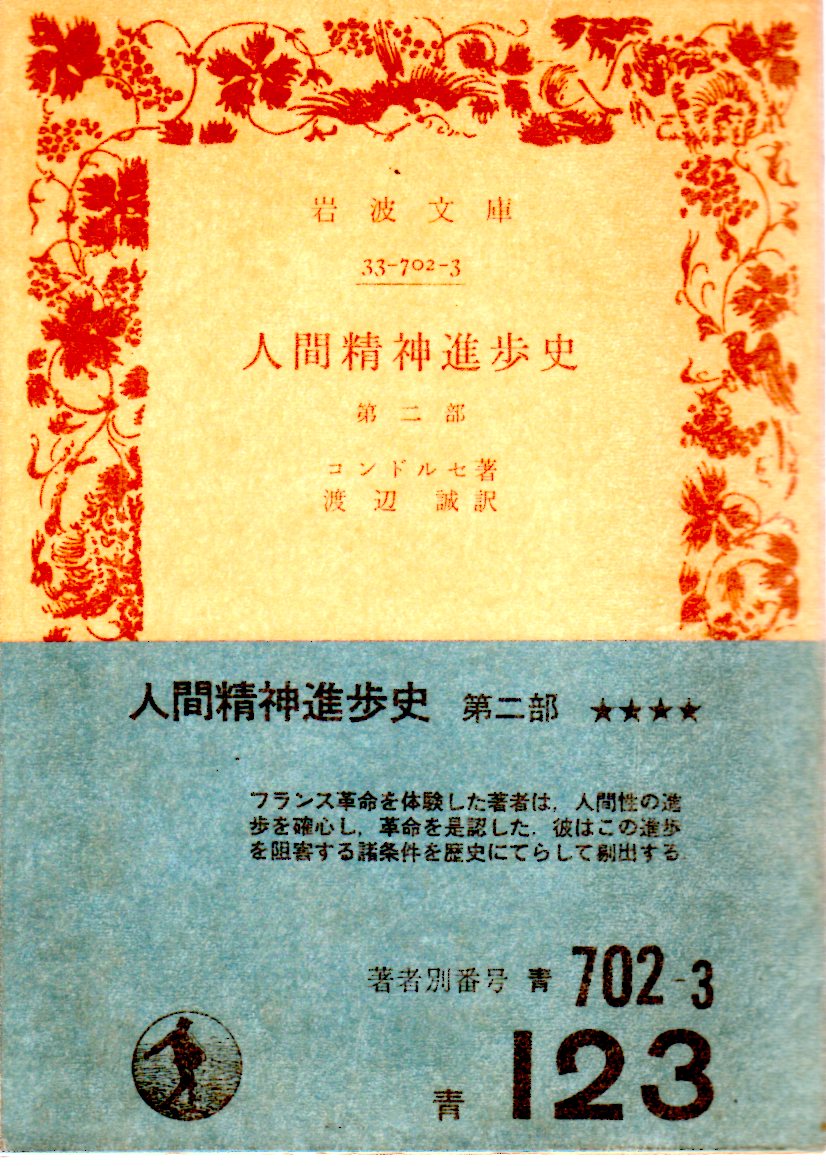 岩波文庫
33-702-3
人間精神進歩史
第二部
コンドルセ著
渡辺 誠訳
人間精神進歩史 第二部 ★★★★
フランス革命を体験した著者は，人間性の進
歩を確心し，革命を是認した．彼はこの進歩
を阻害する諸条件を歴史にてらして剔出する．
著者別番号 青 702-3
青 123